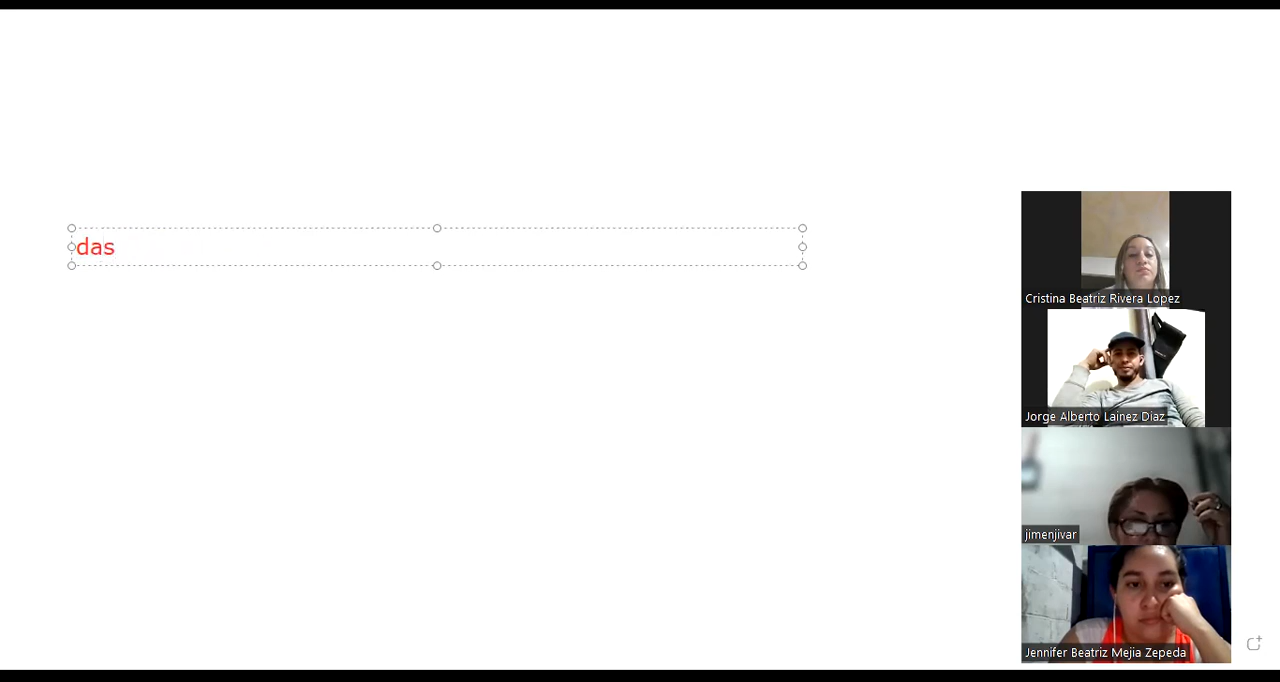 das
Cristina Beatriz Rivera Lopez
Jorge Alberto Lainez Diaz
jimenjivar
Jennifer Beatriz Mejia Zepeda